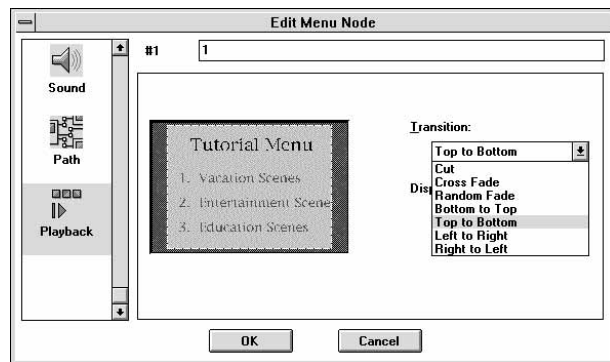 Edit Menu Node
Sound
Path
Playback
#1
1
Tutorial Menu
1. Vacation Scenes
2. Entertainment Scene
3. Education Scenes
Transition:
Top to Bottom
Disp
Cut
Cross Fade
Random Fade
Bottom to Top
Top to Bottom
Left to Right
Right to Left
OK
Cancel